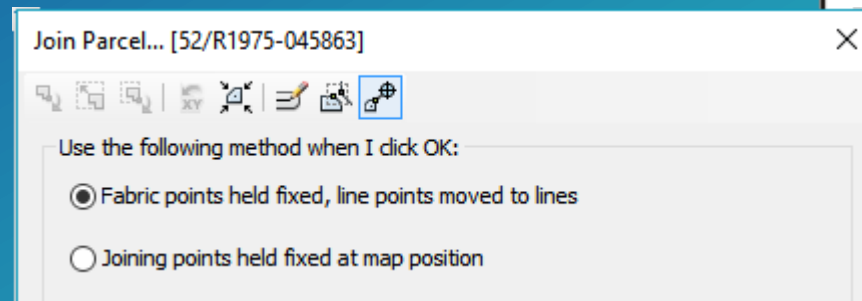 Join Parcel... [52/R1975-045863]
XY
Use the following method when I click OK:
Fabric points held fixed, line points moved to lines
Joining points held fixed at map position